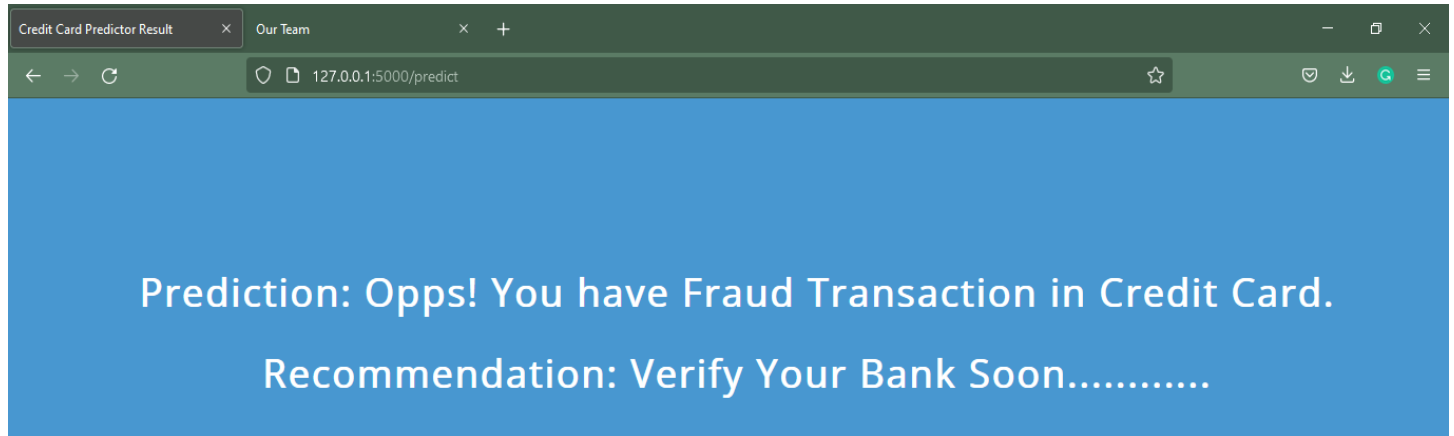 Credit Card Predictor Result
Our Team
127.0.0.1:5000/predict
G
Prediction: Opps! You have Fraud Transaction in Credit Card.
Recommendation: Verify Your Bank Soon............